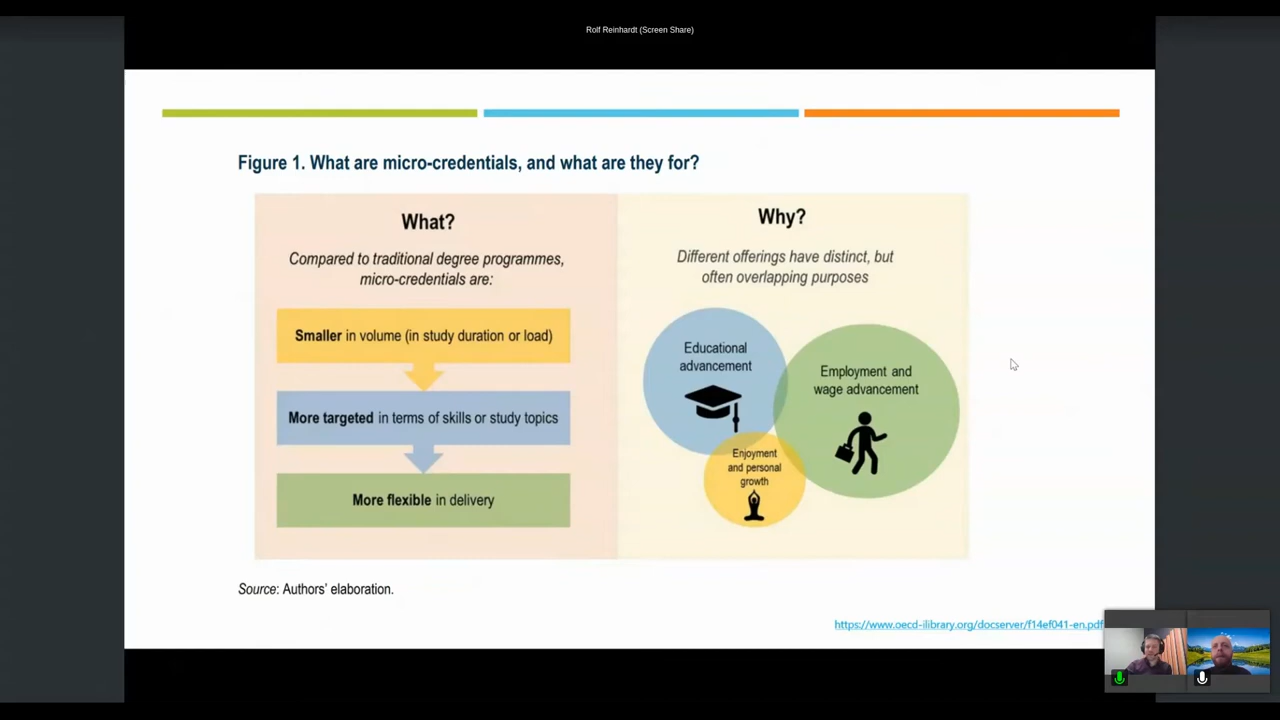 Rolf Reinhardt (Screen Share)
Figure 1. What are micro-credentials, and what are they for?
What?
Compared to traditional degree programmes,
micro-credentials are:
Smaller in volume (in study duration or load)
More targeted in terms of skills or study topics
More flexible in delivery
Why?
Different offerings have distinct, but
often overlapping purposes
Educational
advancement
Employment and
wage advancement
Enjoyment
and personal
growth
Source: Authors' elaboration.
https://www.oecd-ilibrary.org/docserver/f14ef041-en.pdf